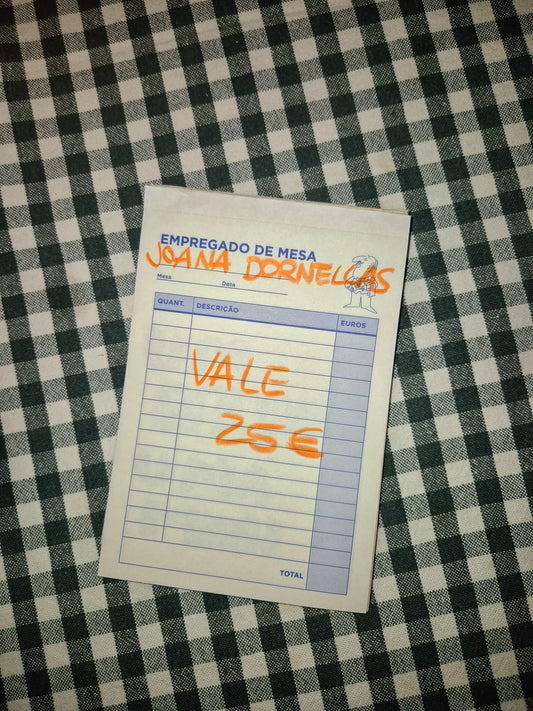 EMPREGADO DE MESA
JOANA DORNELLAS
Mesa Data
QUANT. DESCRIÇÃO EUROS
VALE
25€
TOTAL